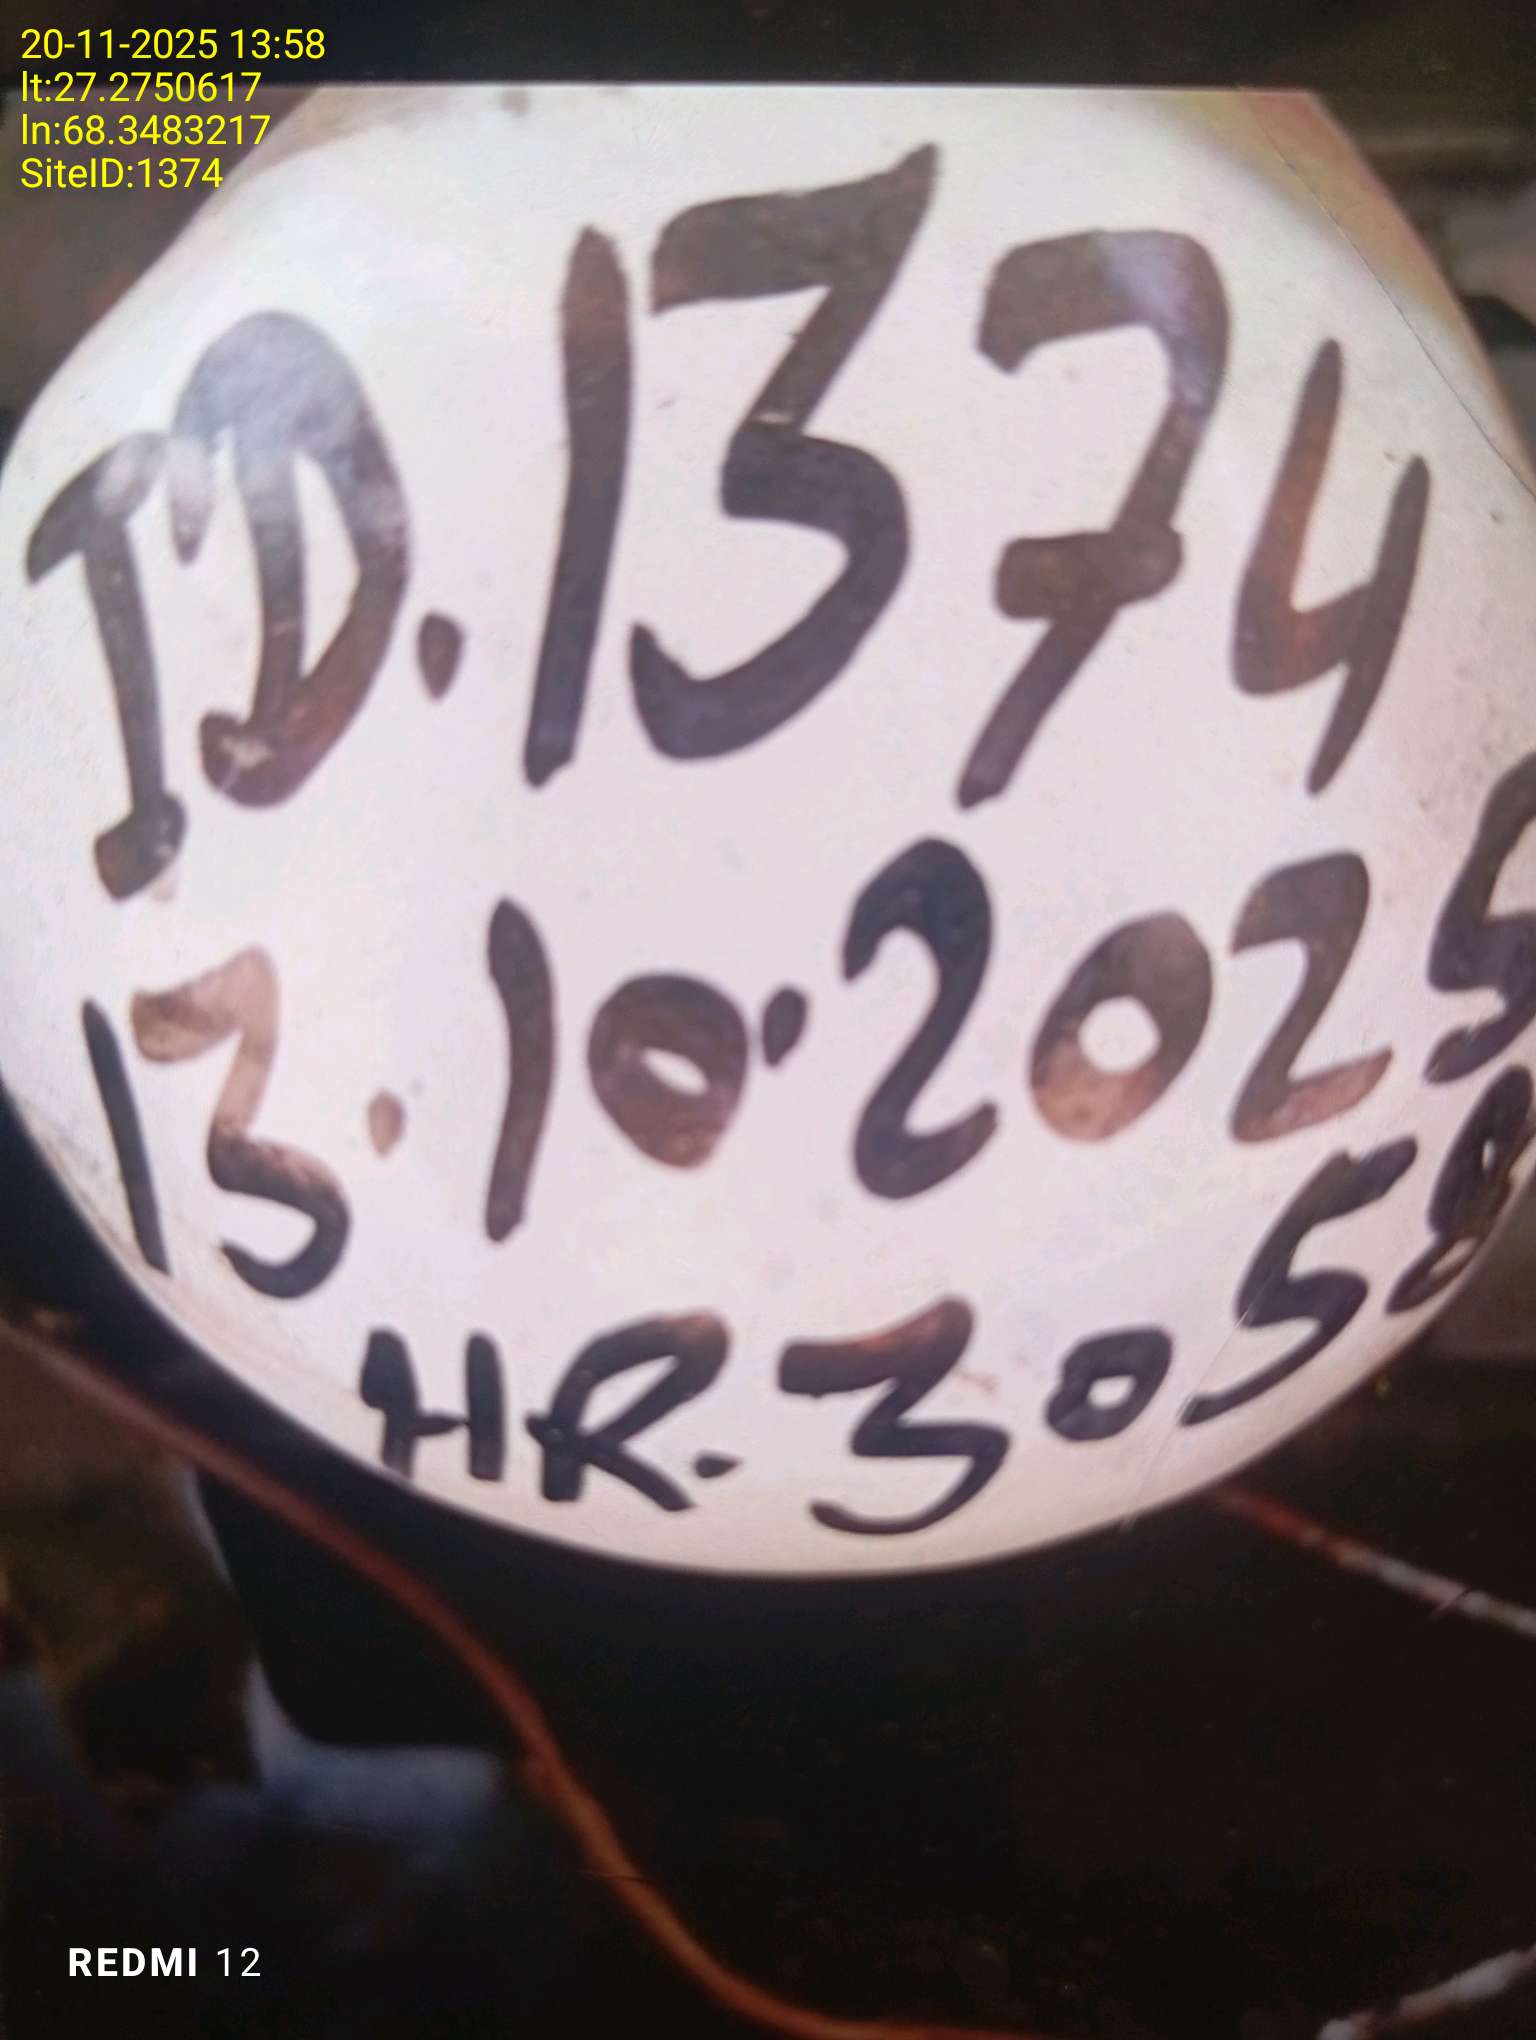 20-11-2025 13:58
lt:27.2750617
ln:68.3483217
SiteID:1374
ID.1374
13.10.2025
HR.3058
REDMI 12